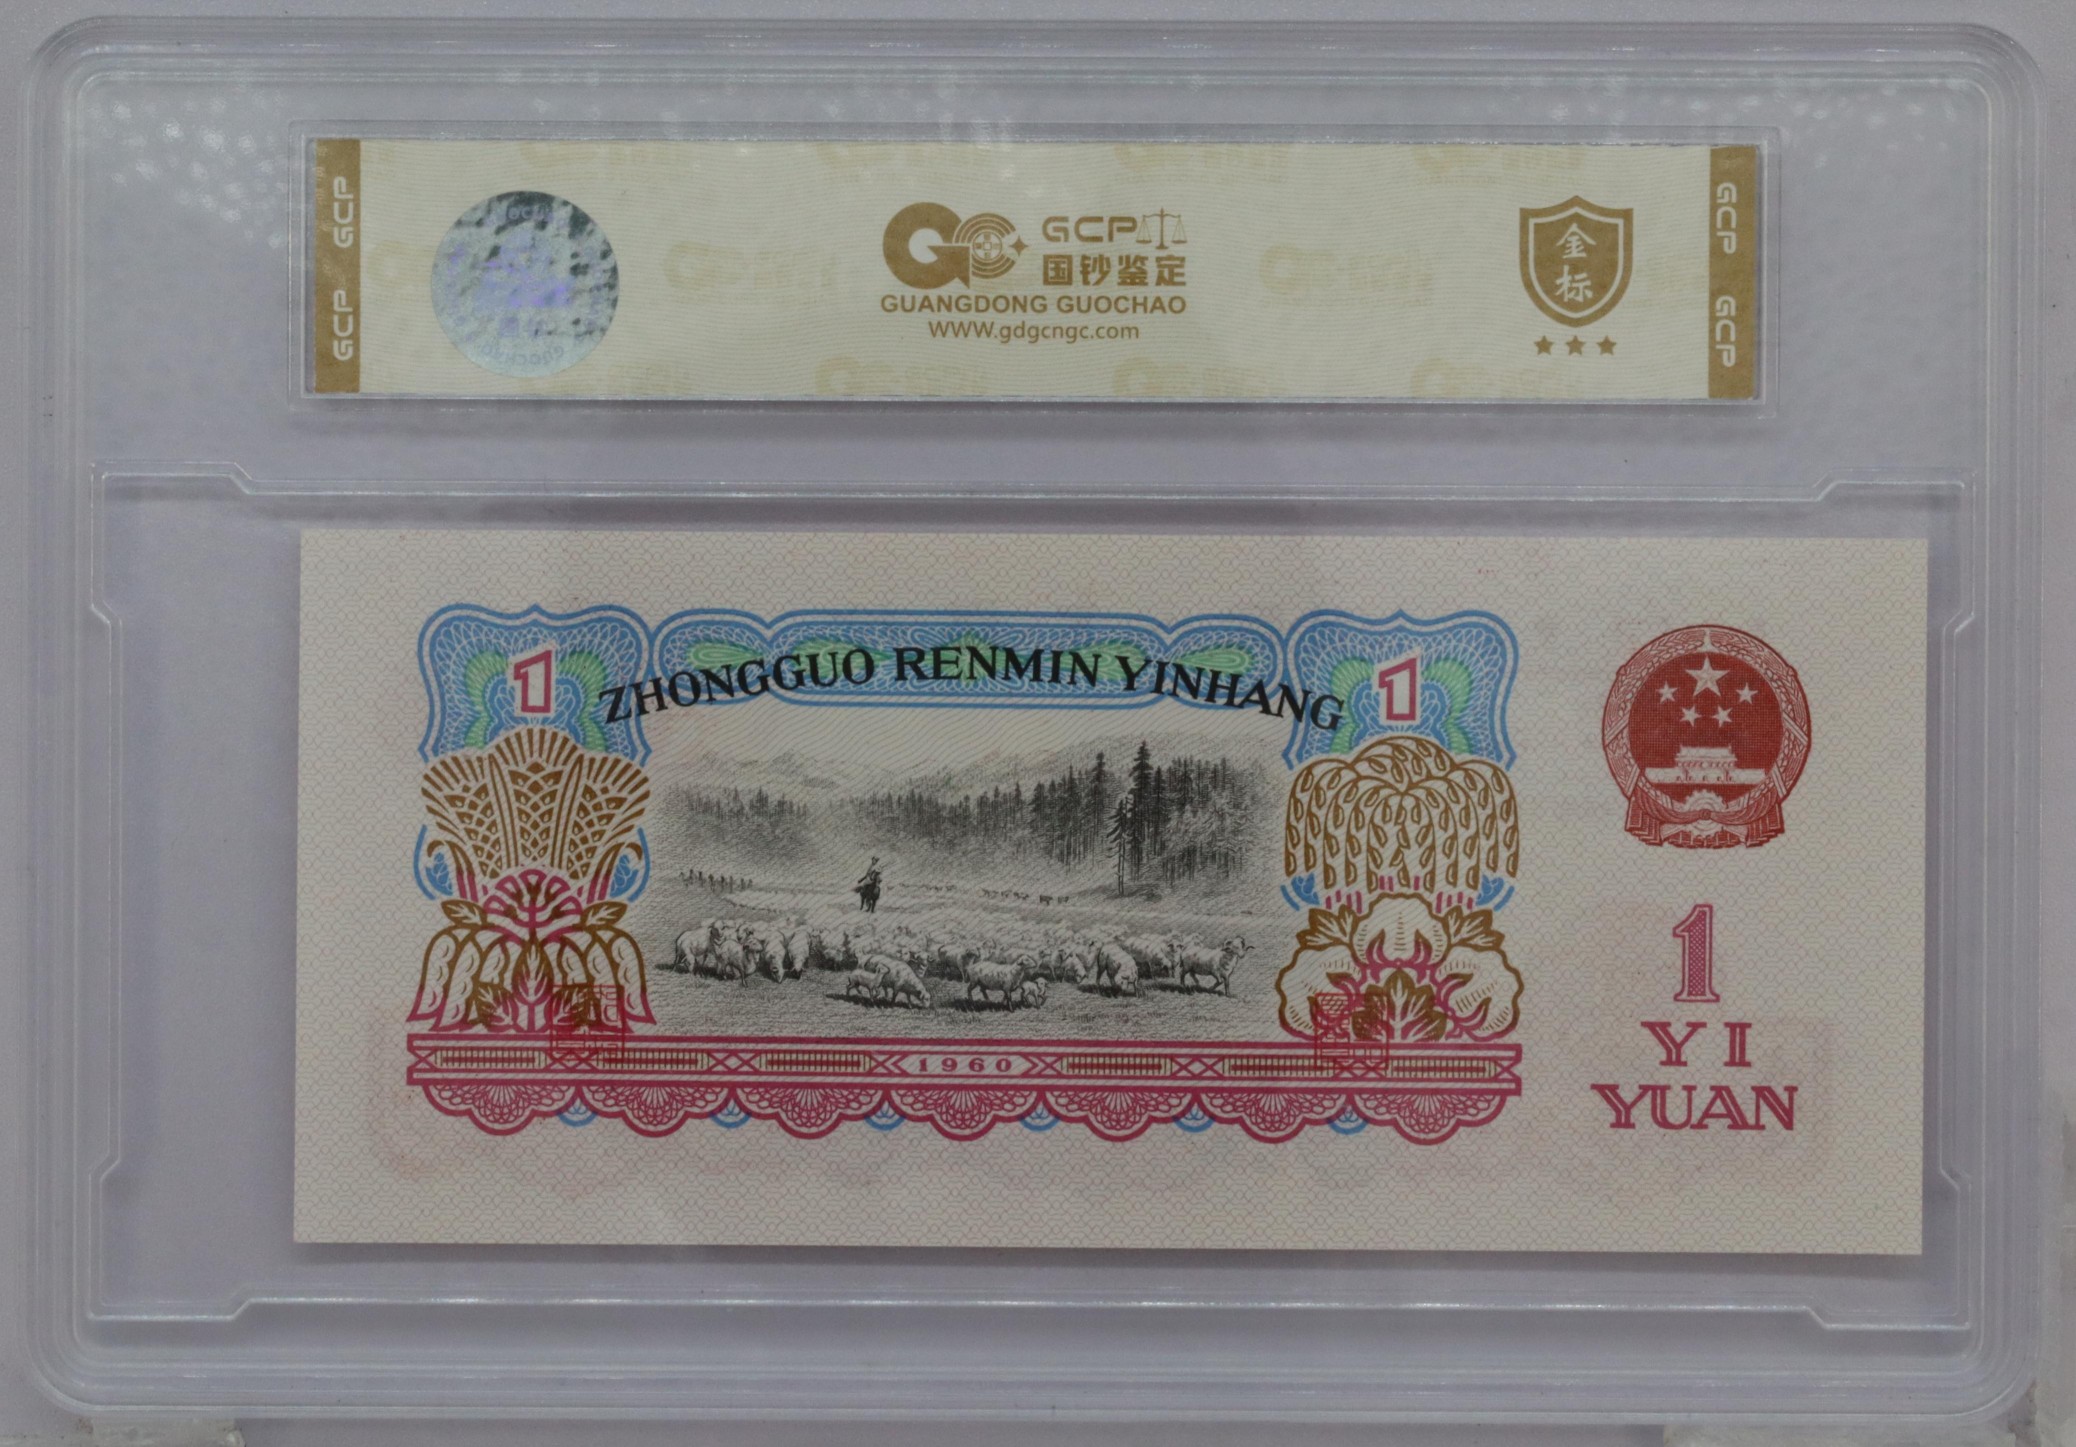 GCP GCP
GCP
国钞鉴定
GUANGDONG GUOCHAO
WWW.gdgcngc.com
金
标
GCP GCP
1
ZHONGGUO RENMIN YINHANG
1
1960
1
YI
YUAN